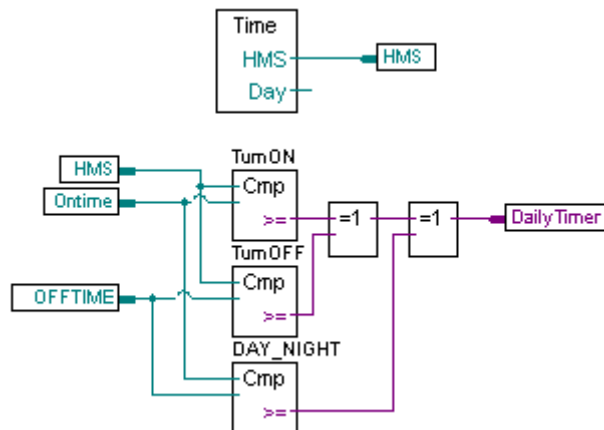 Time
HMS
HMS
Day
TurnON
HMS
Cmp
Ontime
>=
=1
=1
DailyTimer
TurnOFF
Cmp
OFFTIME
>=
DAY_NIGHT
Cmp
>=